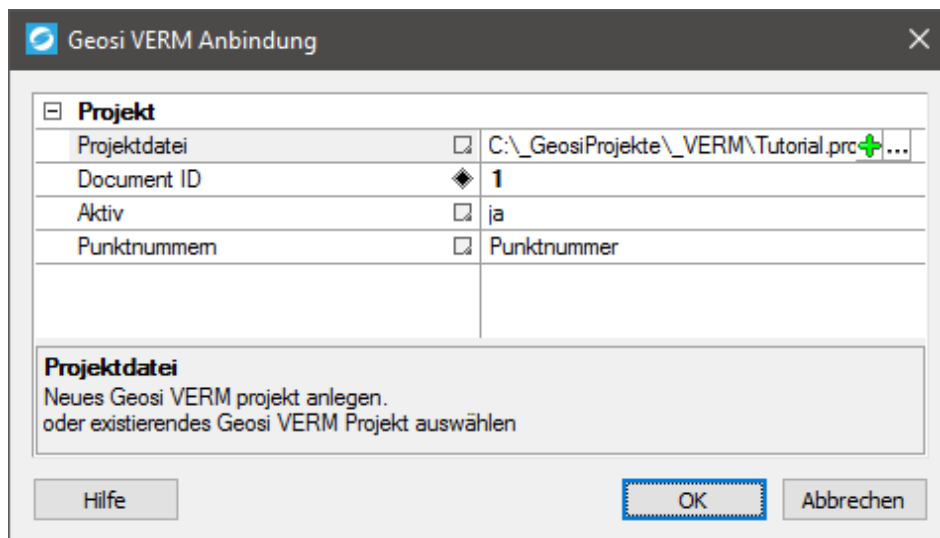 Geosi VERM Anbindung
Projekt
Projektdatei C:\_GeosiProjekte\_VERM\Tutorial.prc ...
Document ID 1
Aktiv ja
Punktnummern Punktnummer
Projektdatei
Neues Geosi VERM projekt anlegen.
oder existierendes Geosi VERM Projekt auswählen
Hilfe OK Abbrechen